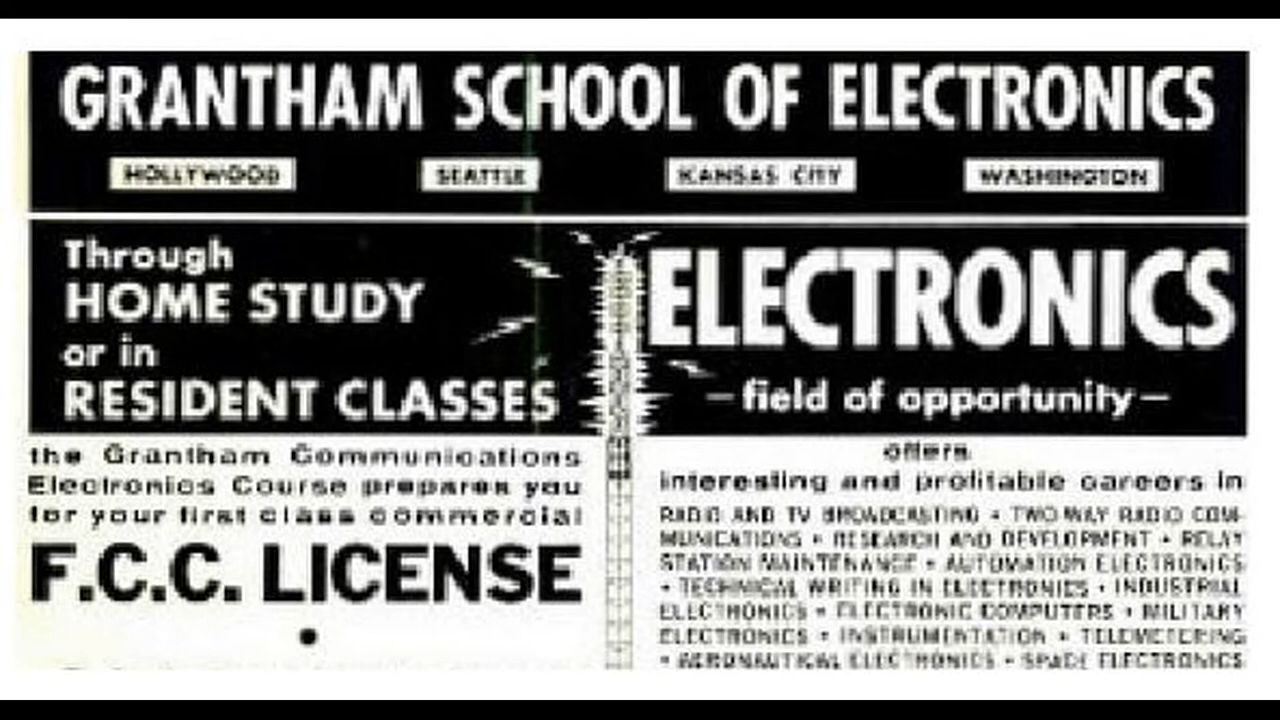 GRANTHAM SCHOOL OF ELECTRONICS
HOLLYWOOD SEATTLE KANSAS CITY WASHINGTON
Through
HOME STUDY
or in
RESIDENT CLASSES
the Grantham Communications
Electronics Course prepares you
for your first class commercial
F.C.C. LICENSE
•
ELECTRONICS
—field of opportunity—
offers
interesting and profitable careers in
RADIO AND TV BROADCASTING • TWO-WAY RADIO COM-
MUNICATIONS • RESEARCH AND DEVELOPMENT • RELAY
STATION MAINTENANCE • AUTOMATION ELECTRONICS
• TECHNICAL WRITING IN ELECTRONICS • INDUSTRIAL
ELECTRONICS • ELECTRONIC COMPUTERS • MILITARY
ELECTRONICS • INSTRUMENTATION • TELEMETERING
• AERONAUTICAL ELECTRONICS • SPACE ELECTRONICS